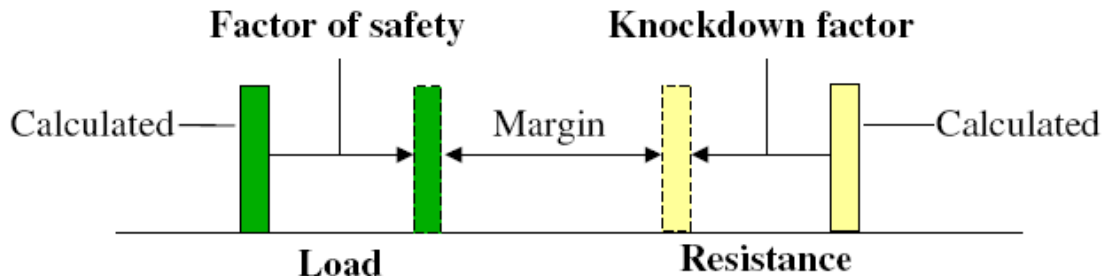 Factor of safety
Knockdown factor
Calculated
Margin
Calculated
Load
Resistance